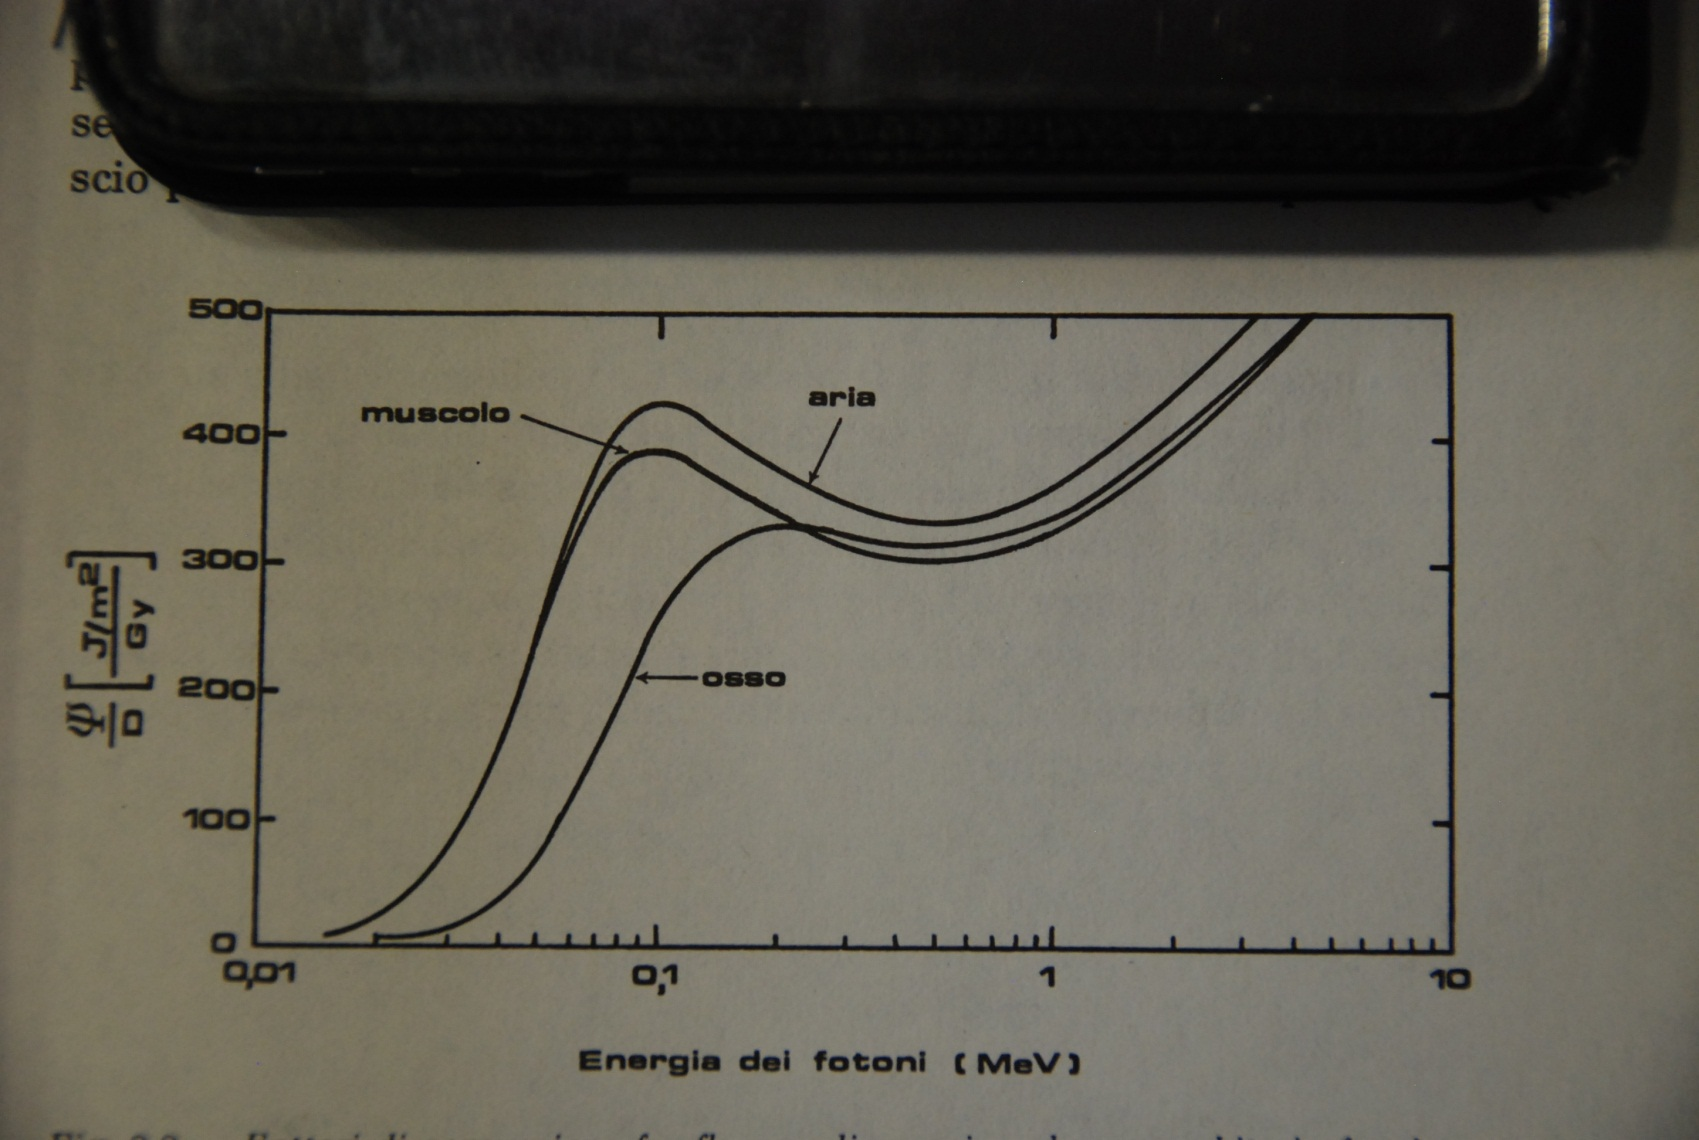 se
scio
500
400
300
200
100
0
Ψ/D [J/m² / Gy]
muscolo
aria
osso
0,01 0,1 1 10
Energia dei fotoni (MeV)